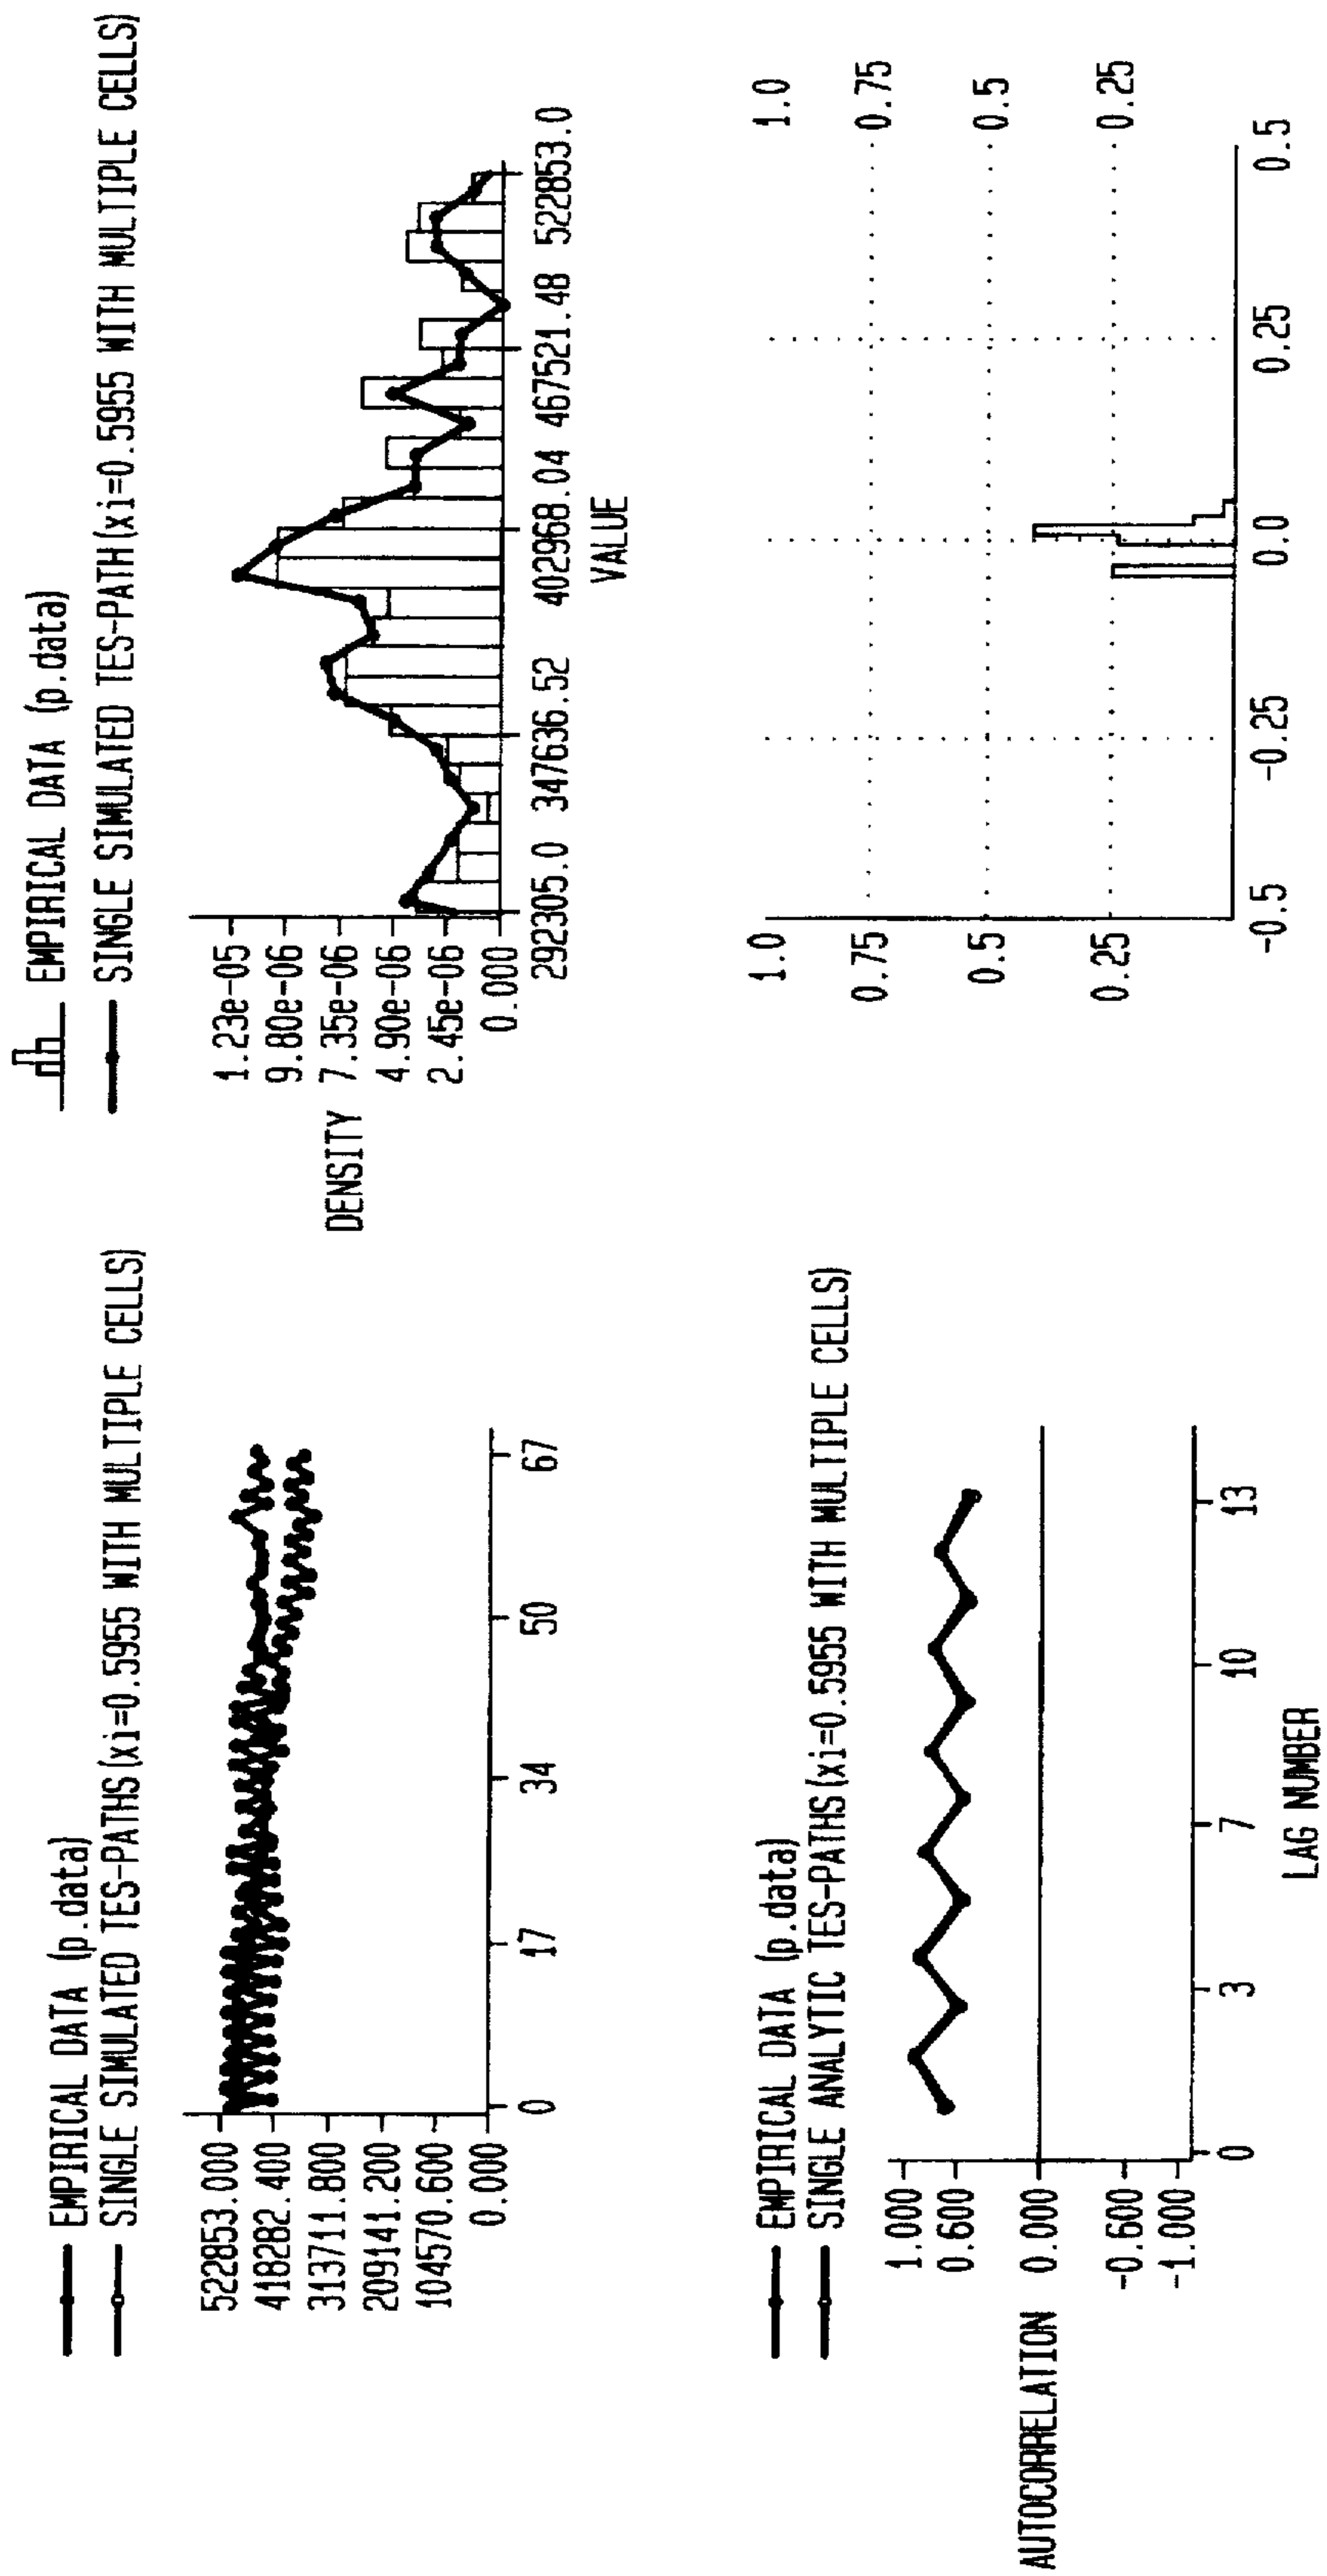 EMPIRICAL DATA (p.data)
SINGLE SIMULATED TES-PATHS(xi=0.5955 WITH MULTIPLE CELLS)
522853.000
418282.400
313711.800
209141.200
104570.600
0.000
0 17 34 50 67
EMPIRICAL DATA (p.data)
SINGLE SIMULATED TES-PATH(xi=0.5955 WITH MULTIPLE CELLS)
DENSITY
1.23e-05
9.80e-06
7.35e-06
4.90e-06
2.45e-06
0.000
292305.0 347636.52 402968.04 467521.48 522853.0
VALUE
EMPIRICAL DATA (p.data)
SINGLE ANALYTIC TES-PATHS(xi=0.5955 WITH MULTIPLE CELLS)
AUTOCORRELATION
1.000
0.600
0.000
-0.600
-1.000
0 3 7 10 13
LAG NUMBER
1.0 1.0
0.75 0.75
0.5 0.5
0.25 0.25
-0.5 -0.25 0.0 0.25 0.5